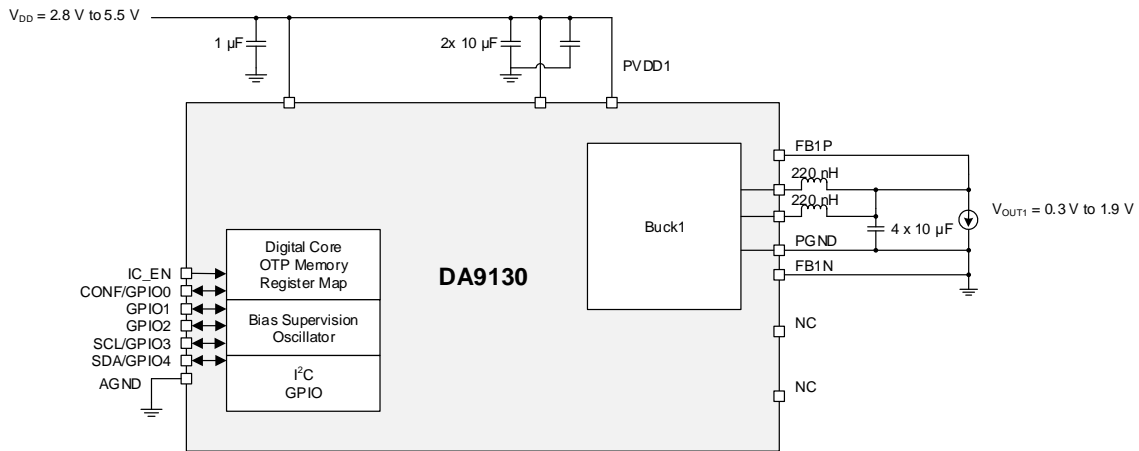 V_DD = 2.8 V to 5.5 V
1 µF
2x 10 µF
PVDD1
FB1P
220 nH
220 nH
V_OUT1 = 0.3 V to 1.9 V
4 x 10 µF
Buck1
PGND
FB1N
DA9130
Digital Core
OTP Memory
Register Map
IC_EN
CONF/GPIO0
GPIO1
GPIO2
SCL/GPIO3
SDA/GPIO4
AGND
Bias Supervision
Oscillator
I²C
GPIO
NC
NC